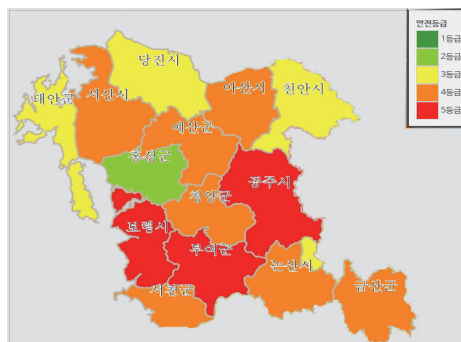 안전등급
1등급
2등급
3등급
4등급
5등급
당진시
아산시
천안시
태안군
서산시
예산군
홍성군
공주시
청양군
보령시
부여군
논산시
서천군
금산군